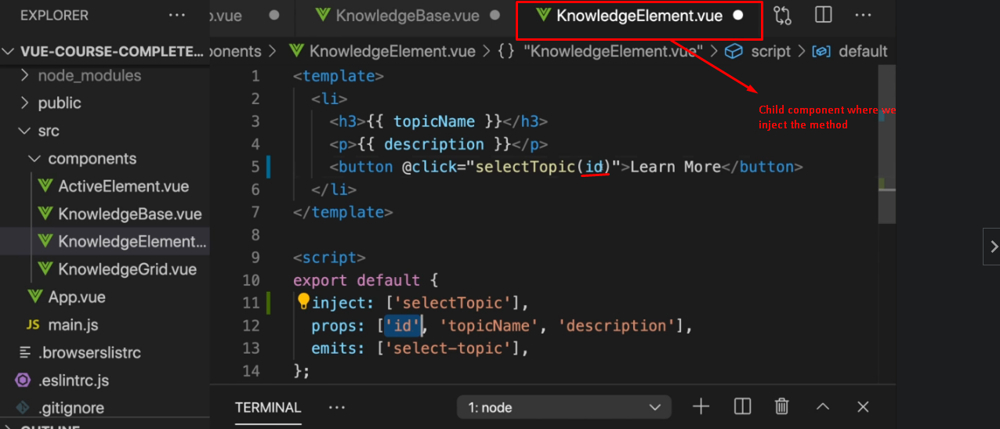 EXPLORER ...
p.vue
KnowledgeBase.vue
KnowledgeElement.vue
...
VUE-COURSE-COMPLETE...
ponents > KnowledgeElement.vue > {} "KnowledgeElement.vue" > script > default
node_modules
public
src
components
ActiveElement.vue
KnowledgeBase.vue
KnowledgeElement...
KnowledgeGrid.vue
App.vue
JS main.js
.browserslistrc
.eslintrc.js
.gitignore
OUTLINE
1 <template>
2 <li>
3 <h3>{{ topicName }}</h3>
4 <p>{{ description }}</p>
5 <button @click="selectTopic(id)">Learn More</button>
6 </li>
7 </template>
8
9 <script>
10 export default {
11 inject: ['selectTopic'],
12 props: ['id', 'topicName', 'description'],
13 emits: ['select-topic'],
14 };
Child component where we
inject the method
TERMINAL ... 1: node